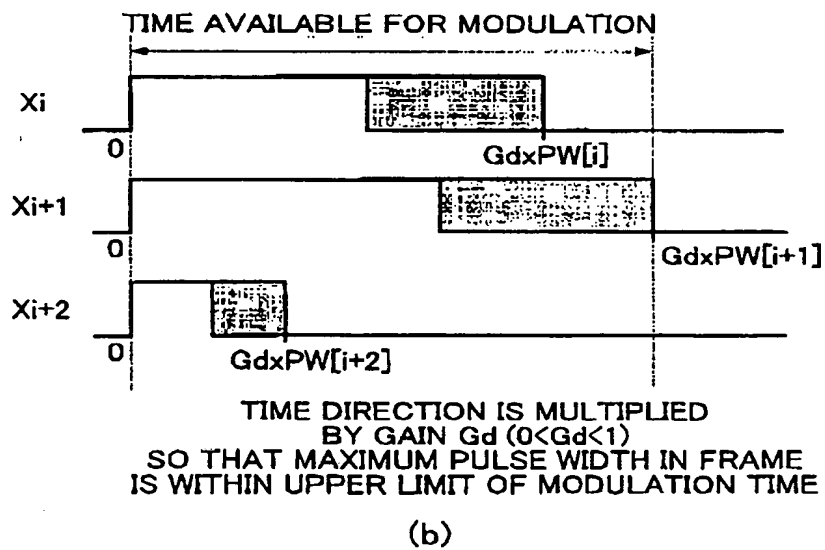 TIME AVAILABLE FOR MODULATION
Xi
0
GdxPW[i]
Xi+1
0
GdxPW[i+1]
Xi+2
0
GdxPW[i+2]
TIME DIRECTION IS MULTIPLIED
BY GAIN Gd (0<Gd<1)
SO THAT MAXIMUM PULSE WIDTH IN FRAME
IS WITHIN UPPER LIMIT OF MODULATION TIME
(b)